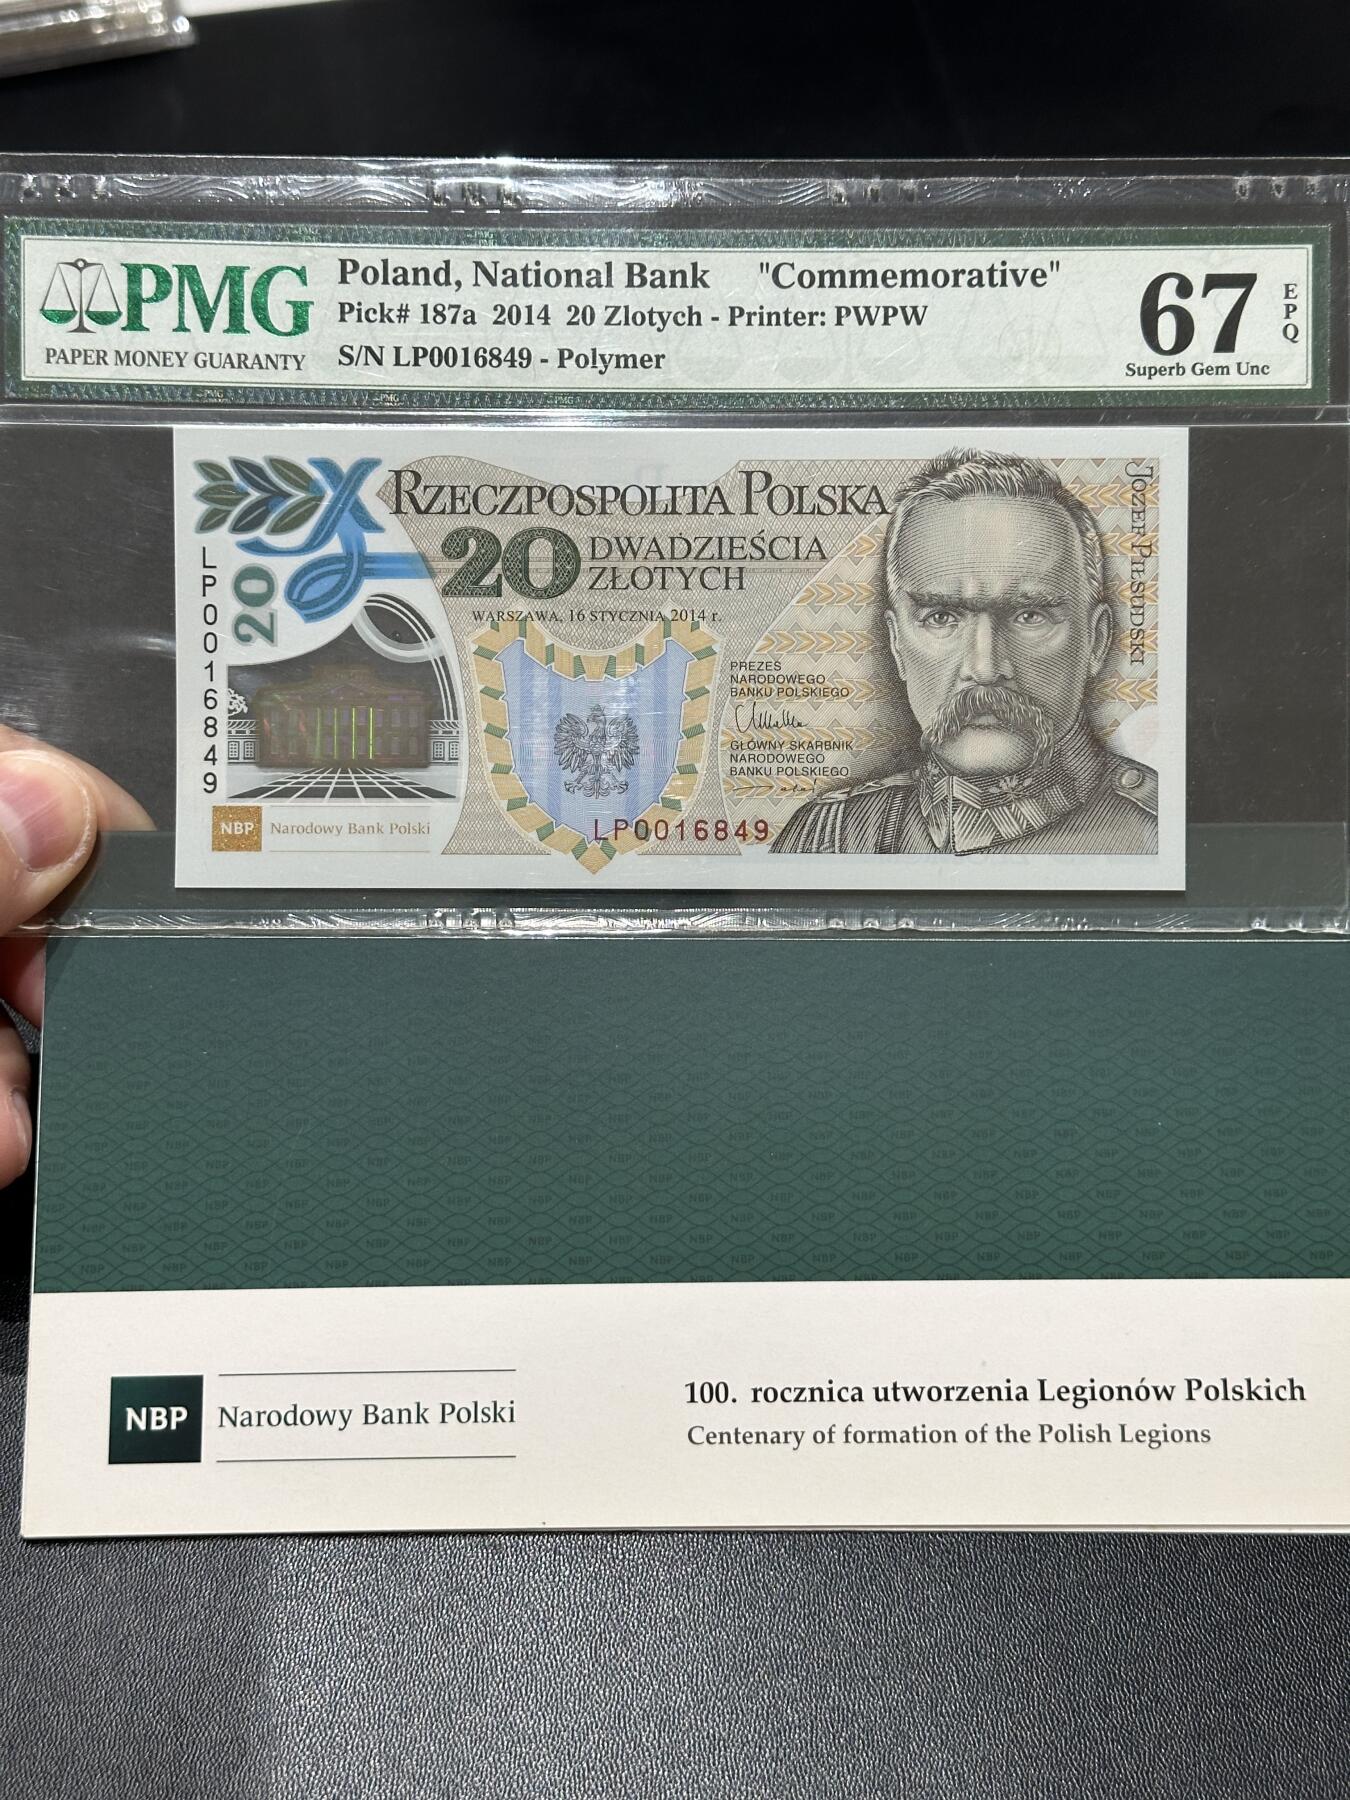 PMG
PAPER MONEY GUARANTY
Poland, National Bank "Commemorative"
Pick# 187a 2014 20 Zlotych - Printer: PWPW
S/N LP0016849 - Polymer
67
EPQ
Superb Gem Unc
RZECZPOSPOLITA POLSKA
20 DWADZIEŚCIA
ZŁOTYCH
WARSZAWA, 16 STYCZNIA 2014 r.
JÓZEF PIŁSUDSKI
LP0016849
20
PREZES
NARODOWEGO
BANKU POLSKIEGO
GŁÓWNY SKARBNIK
NARODOWEGO
BANKU POLSKIEGO
LP0016849
NBP Narodowy Bank Polski
NBP Narodowy Bank Polski
100. rocznica utworzenia Legionów Polskich
Centenary of formation of the Polish Legions